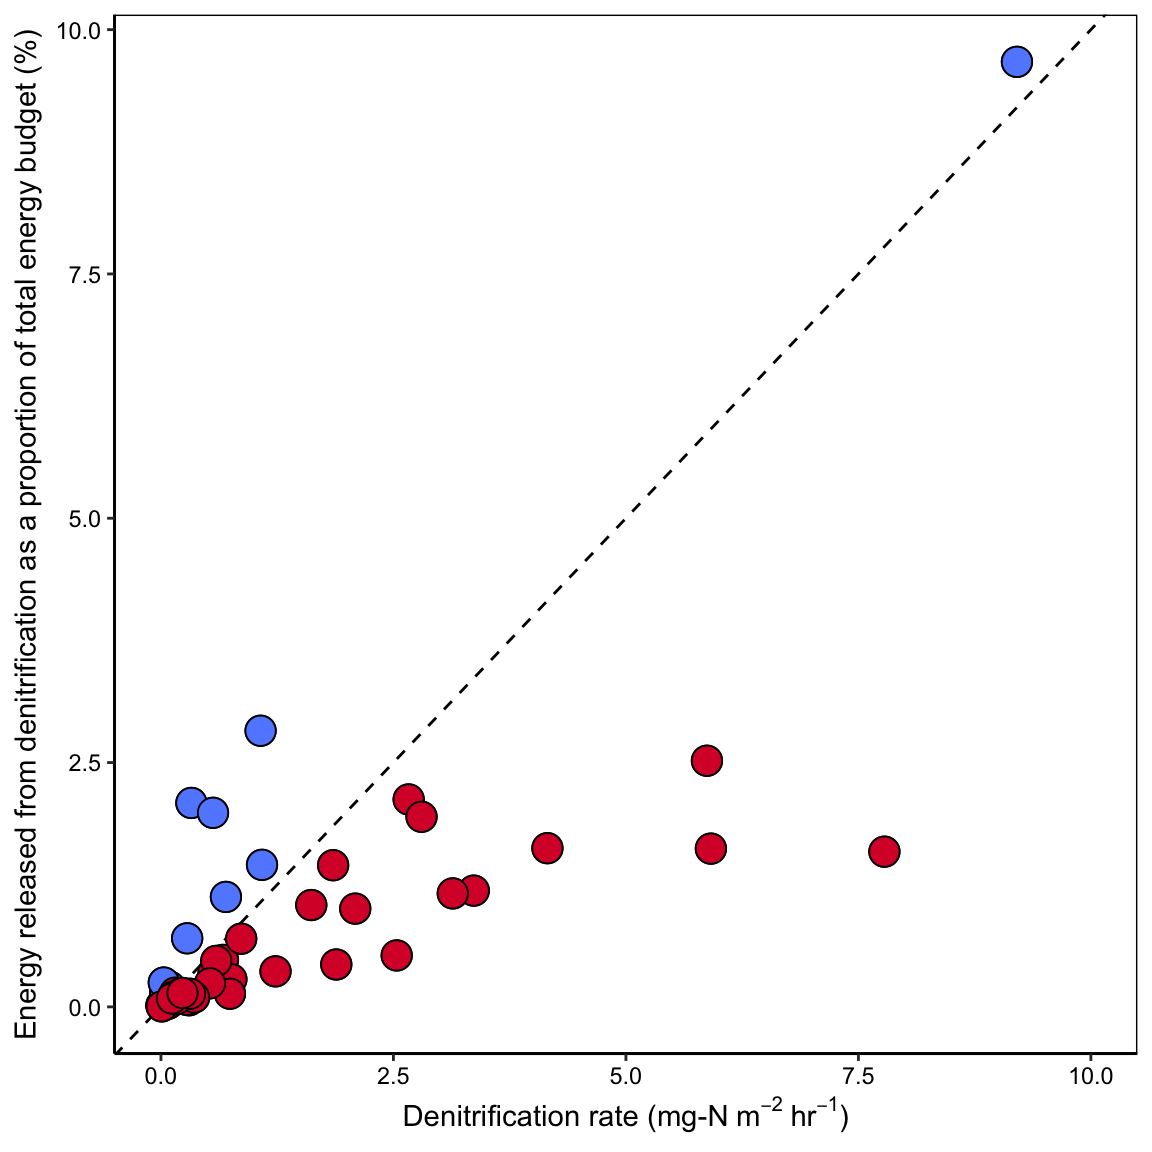 Energy released from denitrification as a proportion of total energy budget (%)
10.0
7.5
5.0
2.5
0.0
0.0 2.5 5.0 7.5 10.0
Denitrification rate (mg-N m⁻² hr⁻¹)